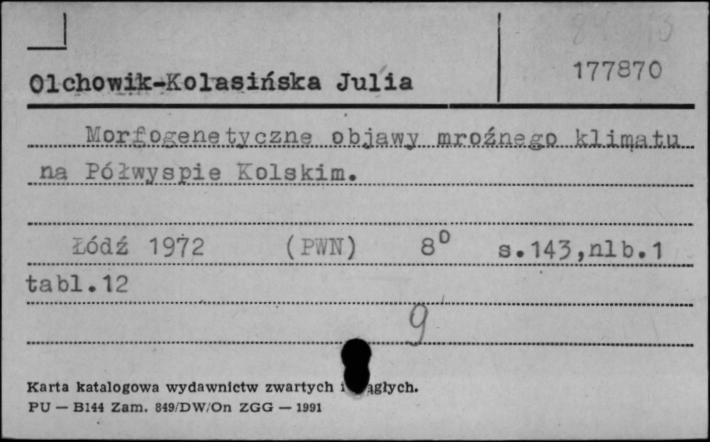 177870
Olchowik-Kolasińska Julia
Morfogenetyczne objawy mroźnego klimatu
na Półwyspie Kolskim.
Łódź 1972 (PWN) 8⁰ s.143,nlb.1
tabl.12
9
Karta katalogowa wydawnictw zwartych i
PU — B144 Zam. 849/DW/On ZGG — 1991